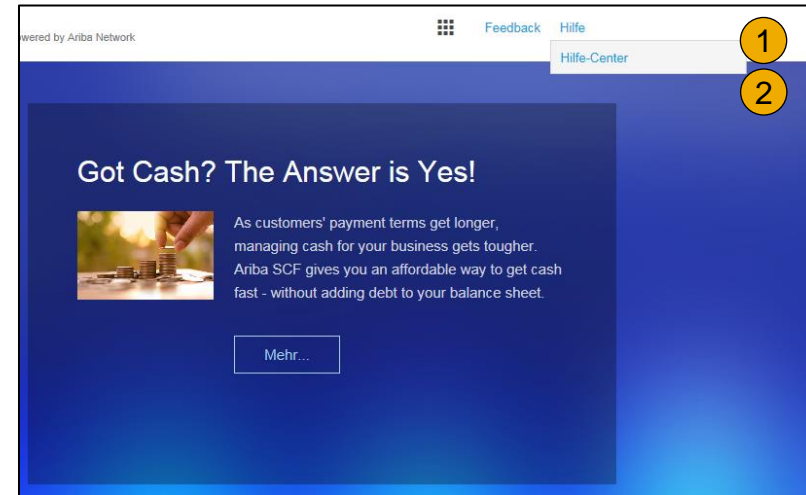 Feedback Hilfe
wered by Ariba Network
1
Hilfe-Center
2
Got Cash? The Answer is Yes!
As customers' payment terms get longer,
managing cash for your business gets tougher.
Ariba SCF gives you an affordable way to get cash
fast - without adding debt to your balance sheet.
Mehr...